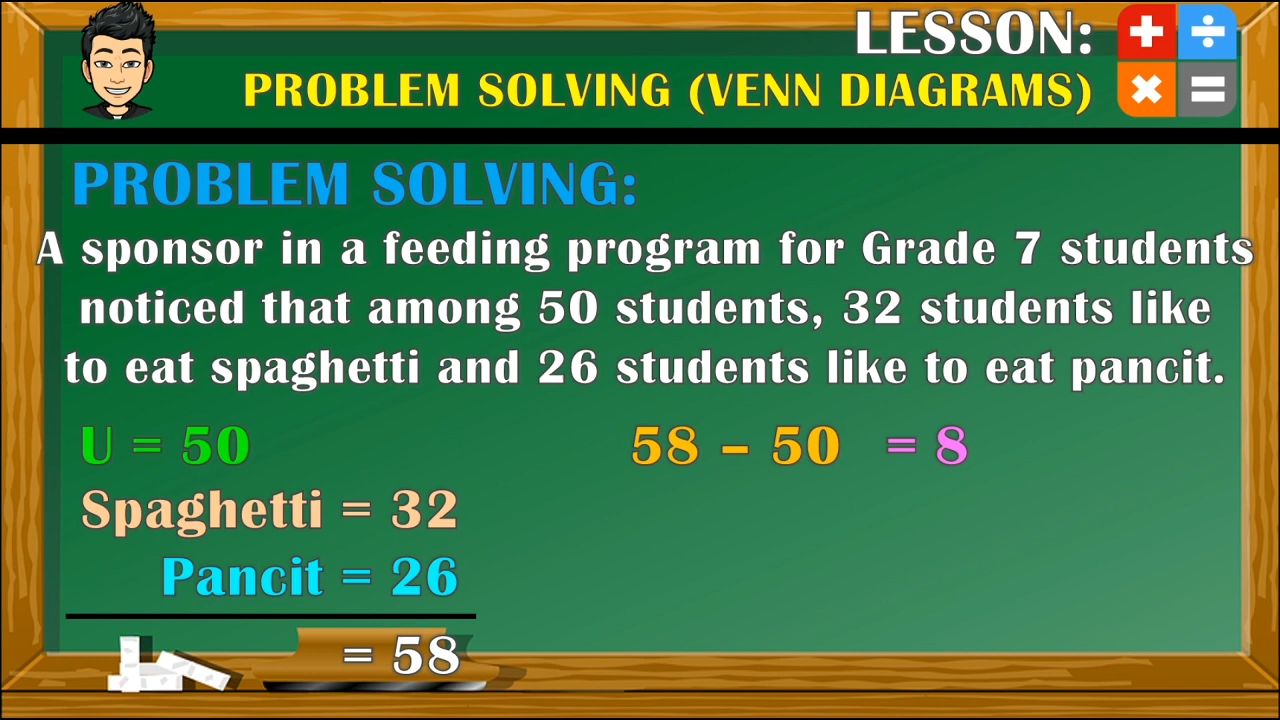 LESSON:
PROBLEM SOLVING (VENN DIAGRAMS)
PROBLEM SOLVING:
A sponsor in a feeding program for Grade 7 students
noticed that among 50 students, 32 students like
to eat spaghetti and 26 students like to eat pancit.
U = 50
58 – 50 = 8
Spaghetti = 32
Pancit = 26
= 58